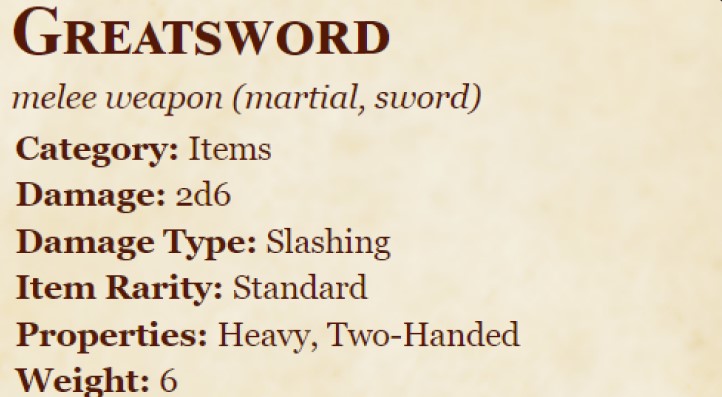 GREATSWORD
melee weapon (martial, sword)
Category: Items
Damage: 2d6
Damage Type: Slashing
Item Rarity: Standard
Properties: Heavy, Two-Handed
Weight: 6